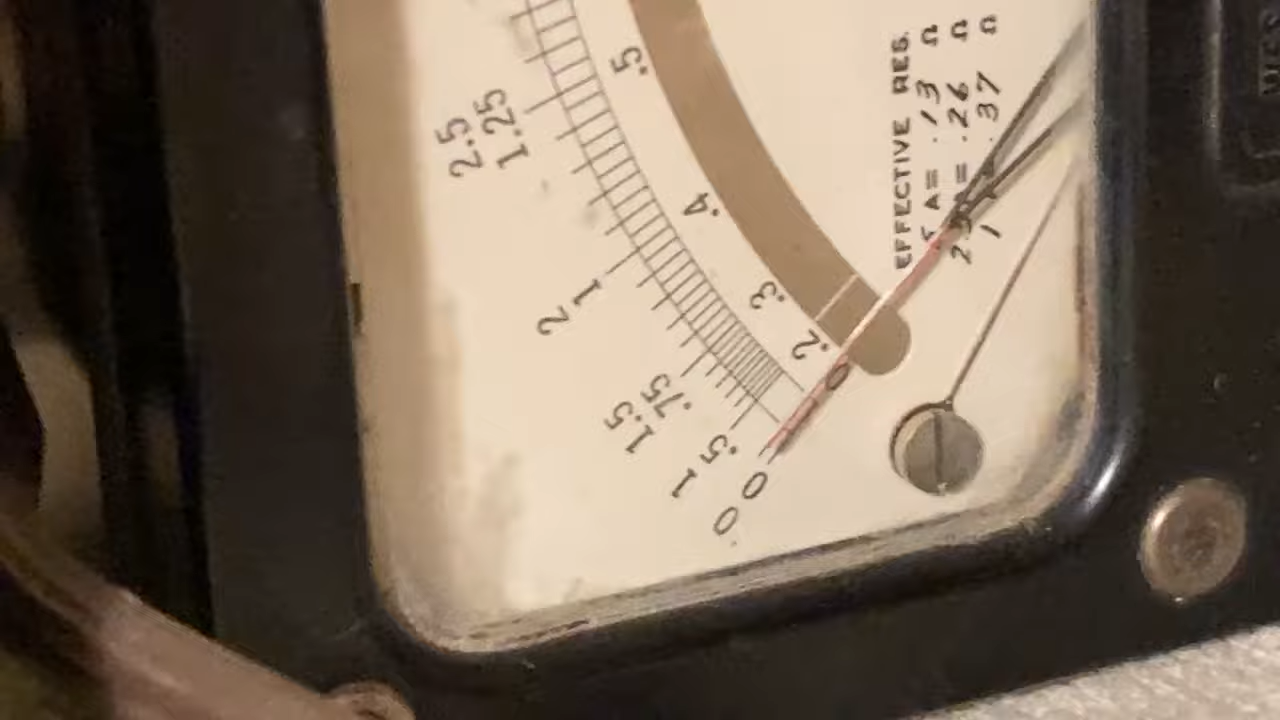 0 1 1.5 2 2.5
0 .5 .75 1 1.25
0 .2 .3 .4 .5
EFFECTIVE RES.
A = .13 Ω
= .26 Ω
1 .37 Ω